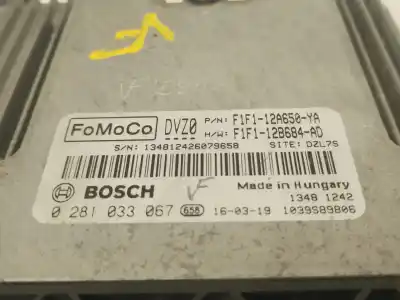 FoMoCo DVZ0 P/N: F1F1-12A650-YA
H/W: F1F1-12B684-AD
S/N: 134812426079658 SITE: DZL7S
BOSCH VF Made in Hungary
1348 1242
0 281 033 067 658 16-03-19 1039S89806